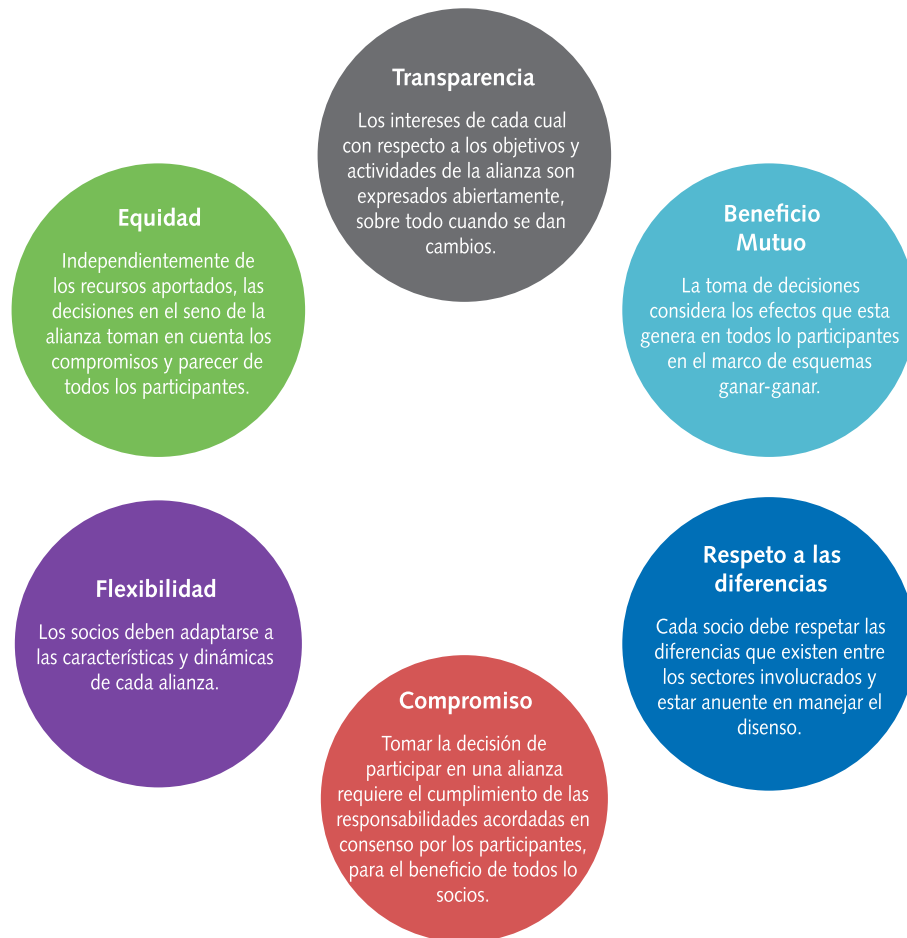 Transparencia
Los intereses de cada cual
con respecto a los objetivos y
actividades de la alianza son
expresados abiertamente,
sobre todo cuando se dan
cambios.
Equidad
Independientemente de
los recursos aportados, las
decisiones en el seno de la
alianza toman en cuenta los
compromisos y parecer de
todos los participantes.
Beneficio
Mutuo
La toma de decisiones
considera los efectos que esta
genera en todos lo participantes
en el marco de esquemas
ganar-ganar.
Flexibilidad
Los socios deben adaptarse a
las características y dinámicas
de cada alianza.
Respeto a las
diferencias
Cada socio debe respetar las
diferencias que existen entre
los sectores involucrados y
estar anuente en manejar el
disenso.
Compromiso
Tomar la decisión de
participar en una alianza
requiere el cumplimiento de las
responsabilidades acordadas en
consenso por los participantes,
para el beneficio de todos lo
socios.